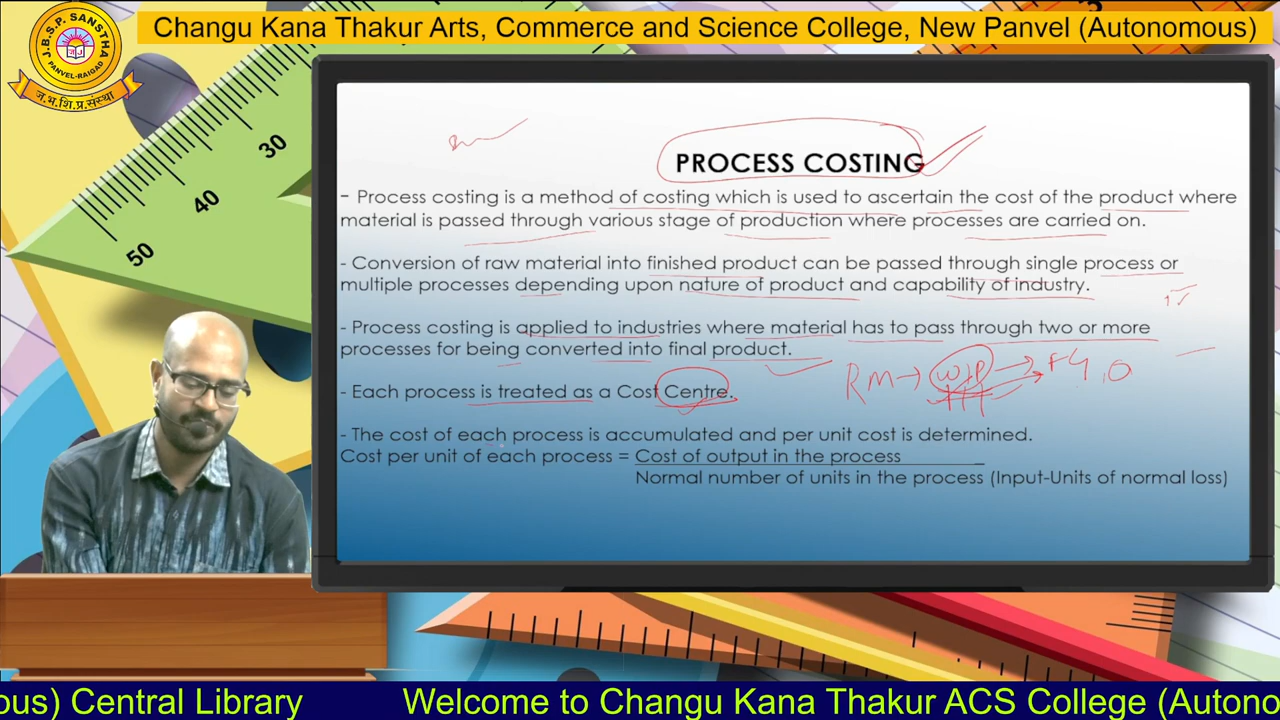 Changu Kana Thakur Arts, Commerce and Science College, New Panvel (Autonomous)
J.B.S.P. SANSTHA
PANVEL-RAIGAD
ज.भ.शि.प्र.संस्था
30
40
50
PROCESS COSTING
- Process costing is a method of costing which is used to ascertain the cost of the product where
material is passed through various stage of production where processes are carried on.
- Conversion of raw material into finished product can be passed through single process or
multiple processes depending upon nature of product and capability of industry.
- Process costing is applied to industries where material has to pass through two or more
processes for being converted into final product.
RM → WIP → FG
- Each process is treated as a Cost Centre.
- The cost of each process is accumulated and per unit cost is determined.
Cost per unit of each process = Cost of output in the process
Normal number of units in the process (Input-Units of normal loss)
ous) Central Library Welcome to Changu Kana Thakur ACS College (Autono